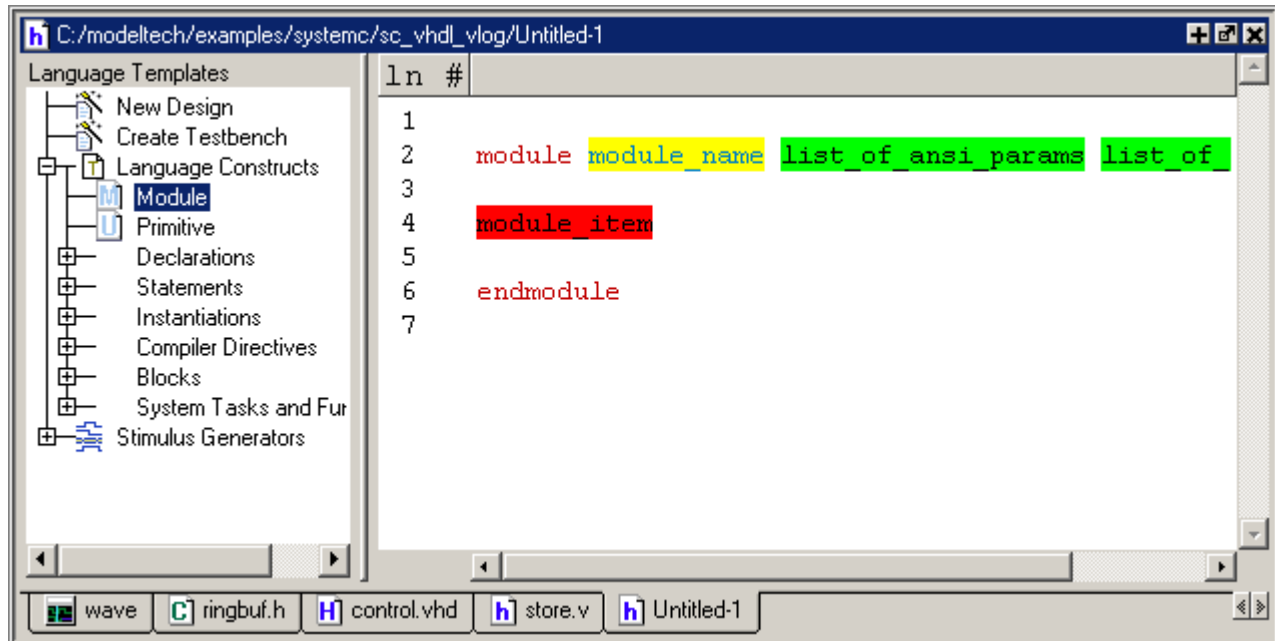 C:/modeltech/examples/systemc/sc_vhdl_vlog/Untitled-1
Language Templates
New Design
Create Testbench
Language Constructs
Module
Primitive
Declarations
Statements
Instantiations
Compiler Directives
Blocks
System Tasks and Fur
Stimulus Generators
ln #
1
2 module module_name list_of_ansi_params list_of_
3
4 module_item
5
6 endmodule
7
wave ringbuf.h control.vhd store.v Untitled-1